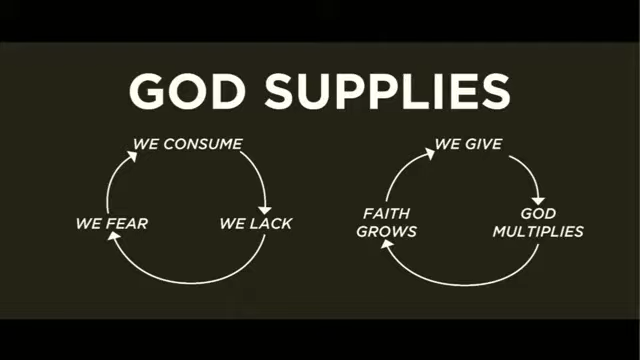 GOD SUPPLIES
WE CONSUME
WE FEAR
WE LACK
WE GIVE
FAITH
GROWS
GOD
MULTIPLIES